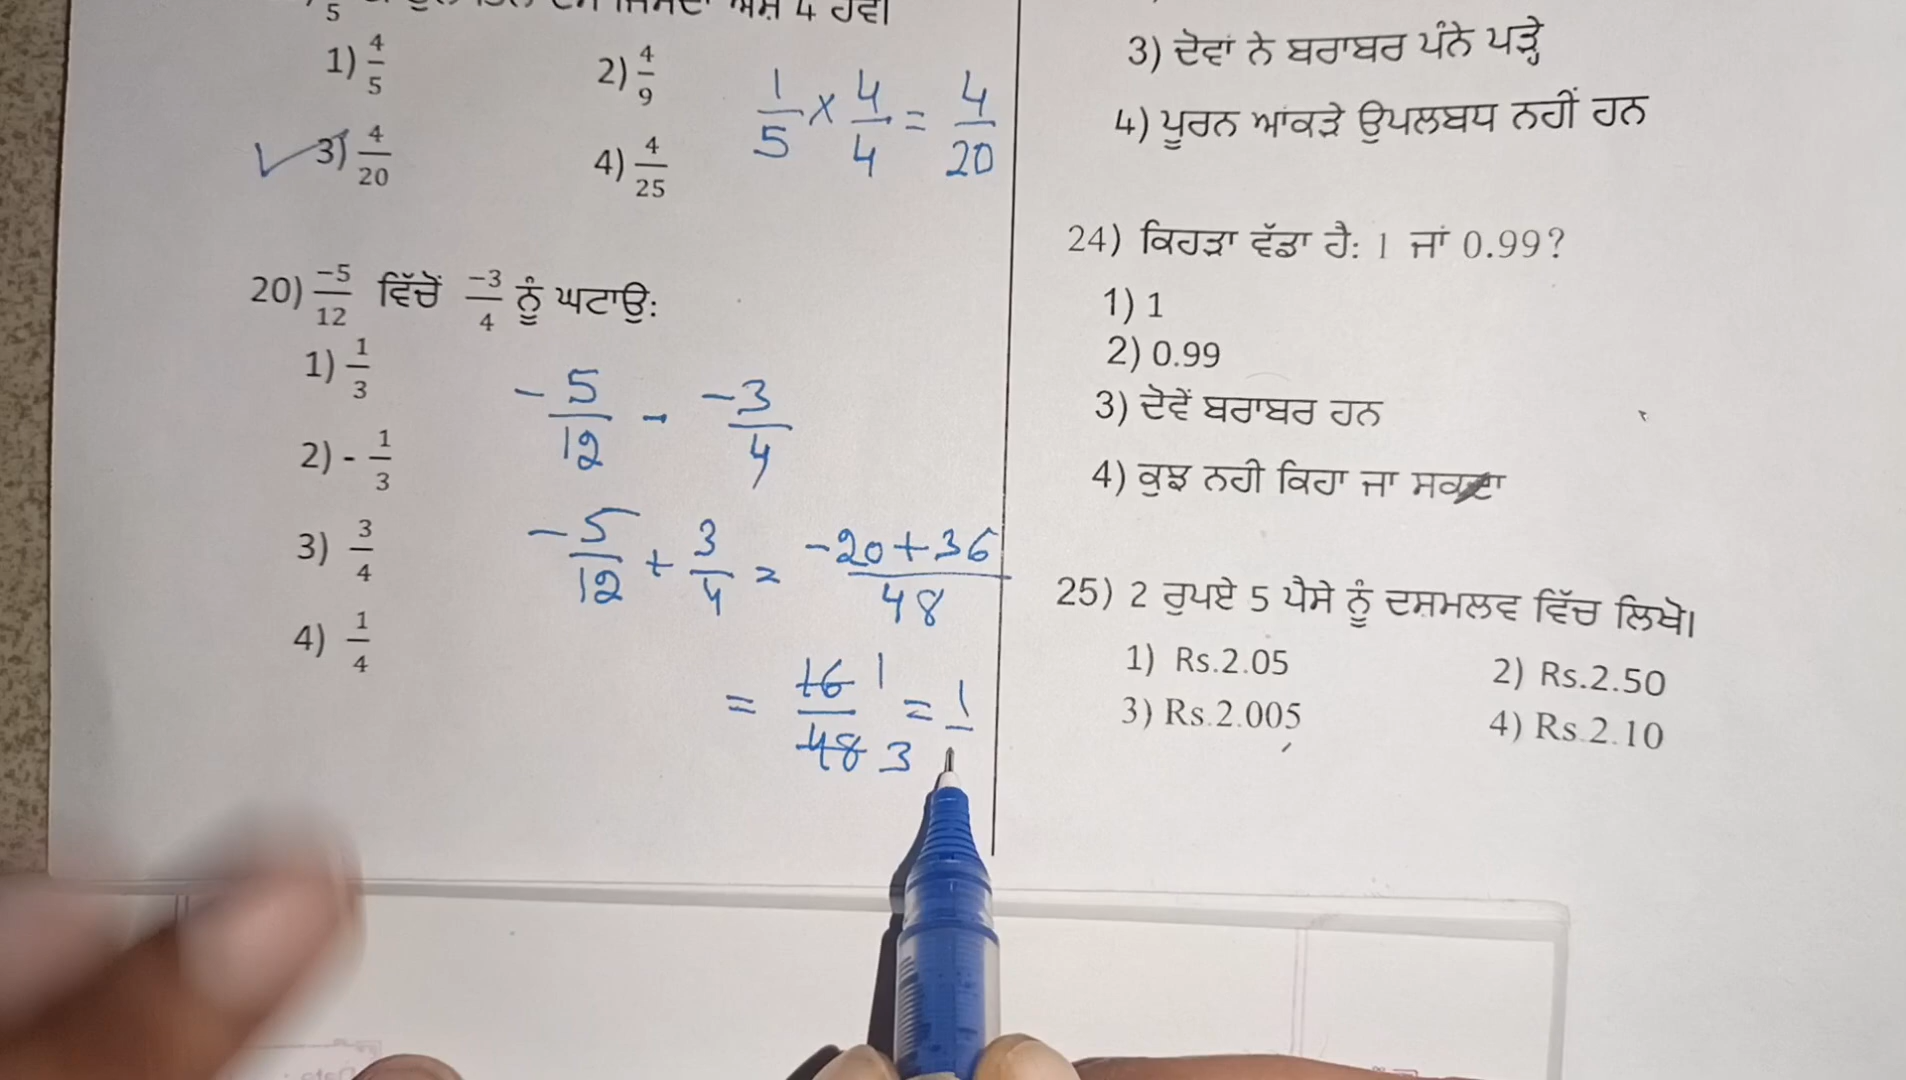 5 4 ਹੋਵੇ।
1) 4/5 2) 4/9
3) 4/20 4) 4/25
1/5 × 4/4 = 4/20
20) -5/12 ਵਿੱਚੋਂ -3/4 ਨੂੰ ਘਟਾਉ:
1) 1/3
2) - 1/3
3) 3/4
4) 1/4
- 5/12 - -3/4
- 5/12 + 3/4 = -20+36/48
= 16/48 1 3 = 1
3) ਦੋਵਾਂ ਨੇ ਬਰਾਬਰ ਪੰਨੇ ਪੜ੍ਹੇ
4) ਪੂਰਨ ਆਂਕੜੇ ਉਪਲਬਧ ਨਹੀਂ ਹਨ
24) ਕਿਹੜਾ ਵੱਡਾ ਹੈ: 1 ਜਾਂ 0.99?
1) 1
2) 0.99
3) ਦੋਵੇਂ ਬਰਾਬਰ ਹਨ
4) ਕੁਝ ਨਹੀ ਕਿਹਾ ਜਾ ਸਕਦਾ
25) 2 ਰੁਪਏ 5 ਪੈਸੇ ਨੂੰ ਦਸ਼ਮਲਵ ਵਿੱਚ ਲਿਖੋ।
1) Rs.2.05 2) Rs.2.50
3) Rs.2.005 4) Rs.2.10